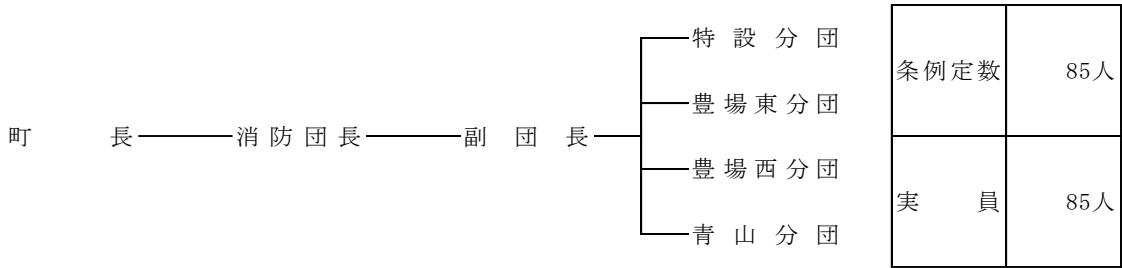 町長 消防団長 副団長
特設分団
豊場東分団
豊場西分団
青山分団
条例定数 85人
実員 85人